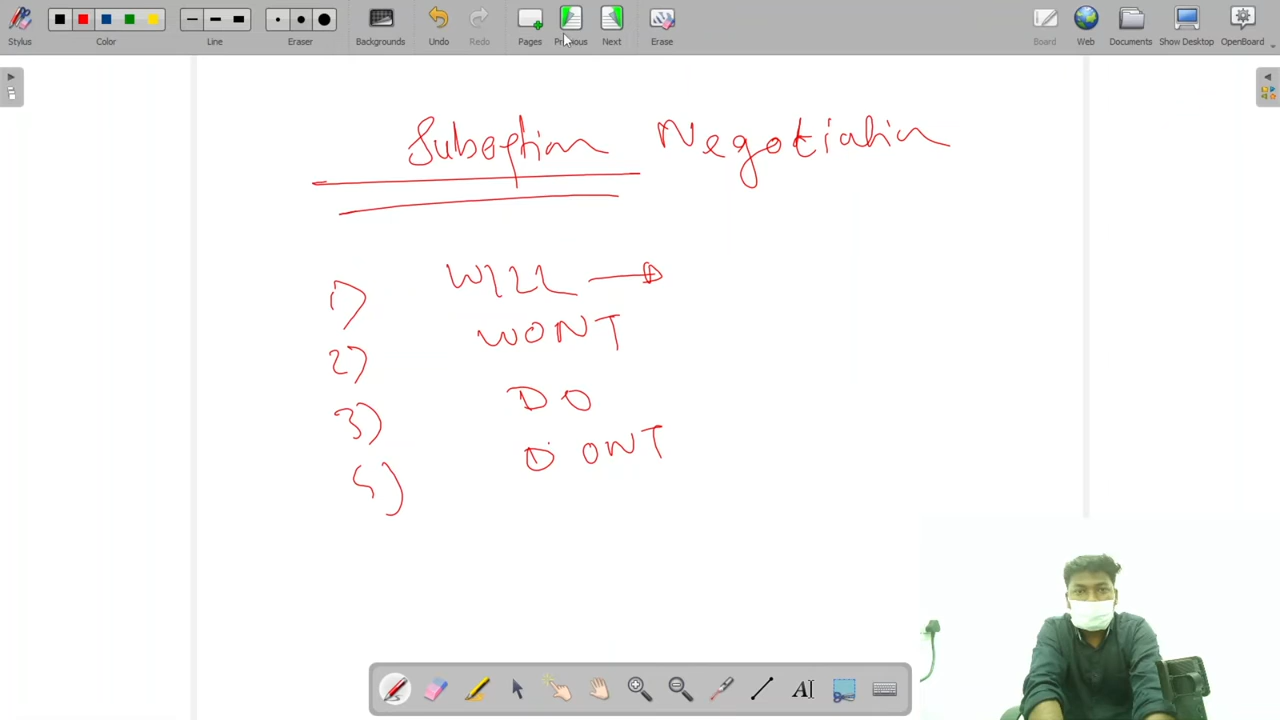 Stylus Color Line Eraser Backgrounds Undo Redo Pages Previous Next Erase Board Web Documents Show Desktop OpenBoard
Suboption Negotiation
1) WILL
2) WONT
3) DO
4) DONT